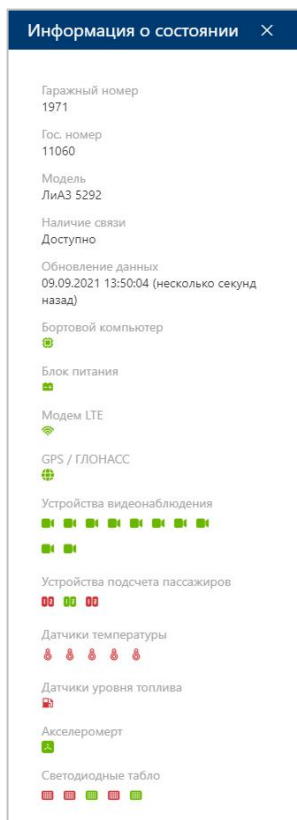 Информация о состоянии
Гаражный номер
1971
Гос. номер
11060
Модель
ЛиАЗ 5292
Наличие связи
Доступно
Обновление данных
09.09.2021 13:50:04 (несколько секунд
назад)
Бортовой компьютер
Блок питания
Модем LTE
GPS / ГЛОНАСС
Устройства видеонаблюдения
Устройства подсчета пассажиров
Датчики температуры
Датчики уровня топлива
Акселеромерт
Светодиодные табло